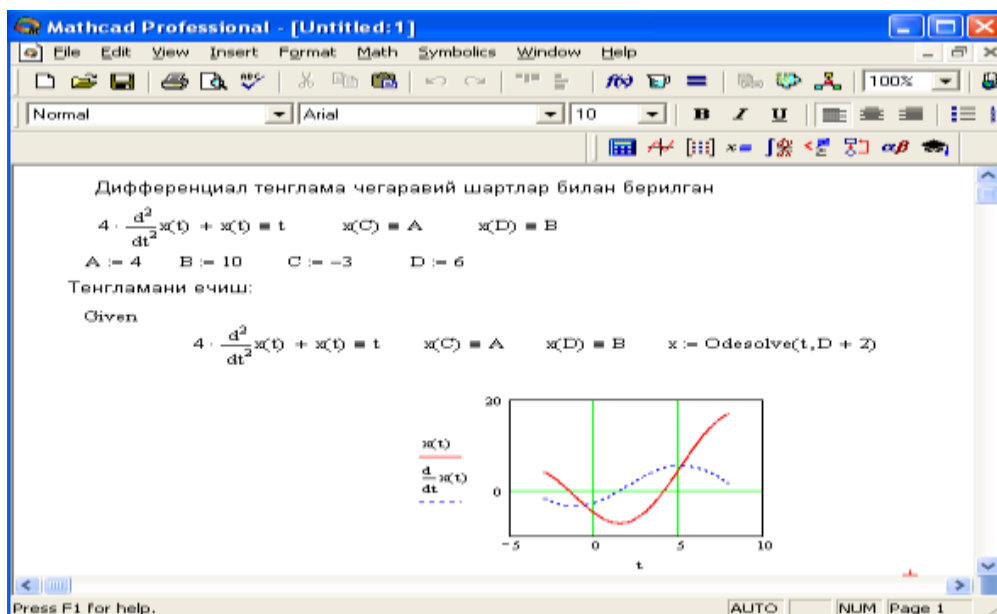 Mathcad Professional - [Untitled:1]
File Edit View Insert Format Math Symbolics Window Help
100%
Normal Arial 10 B I U
Дифференциал тенглама чегаравий шартлар билан берилган
4 · d²/dt² x(t) + x(t) = t x(C) = A x(D) = B
A := 4 B := 10 C := −3 D := 6
Тенгламани ечиш:
Given
4 · d²/dt² x(t) + x(t) = t x(C) = A x(D) = B x := Odesolve(t,D + 2)
20
x(t)
d/dt x(t)
0
−5 0 5 10
t
Press F1 for help. AUTO NUM Page 1